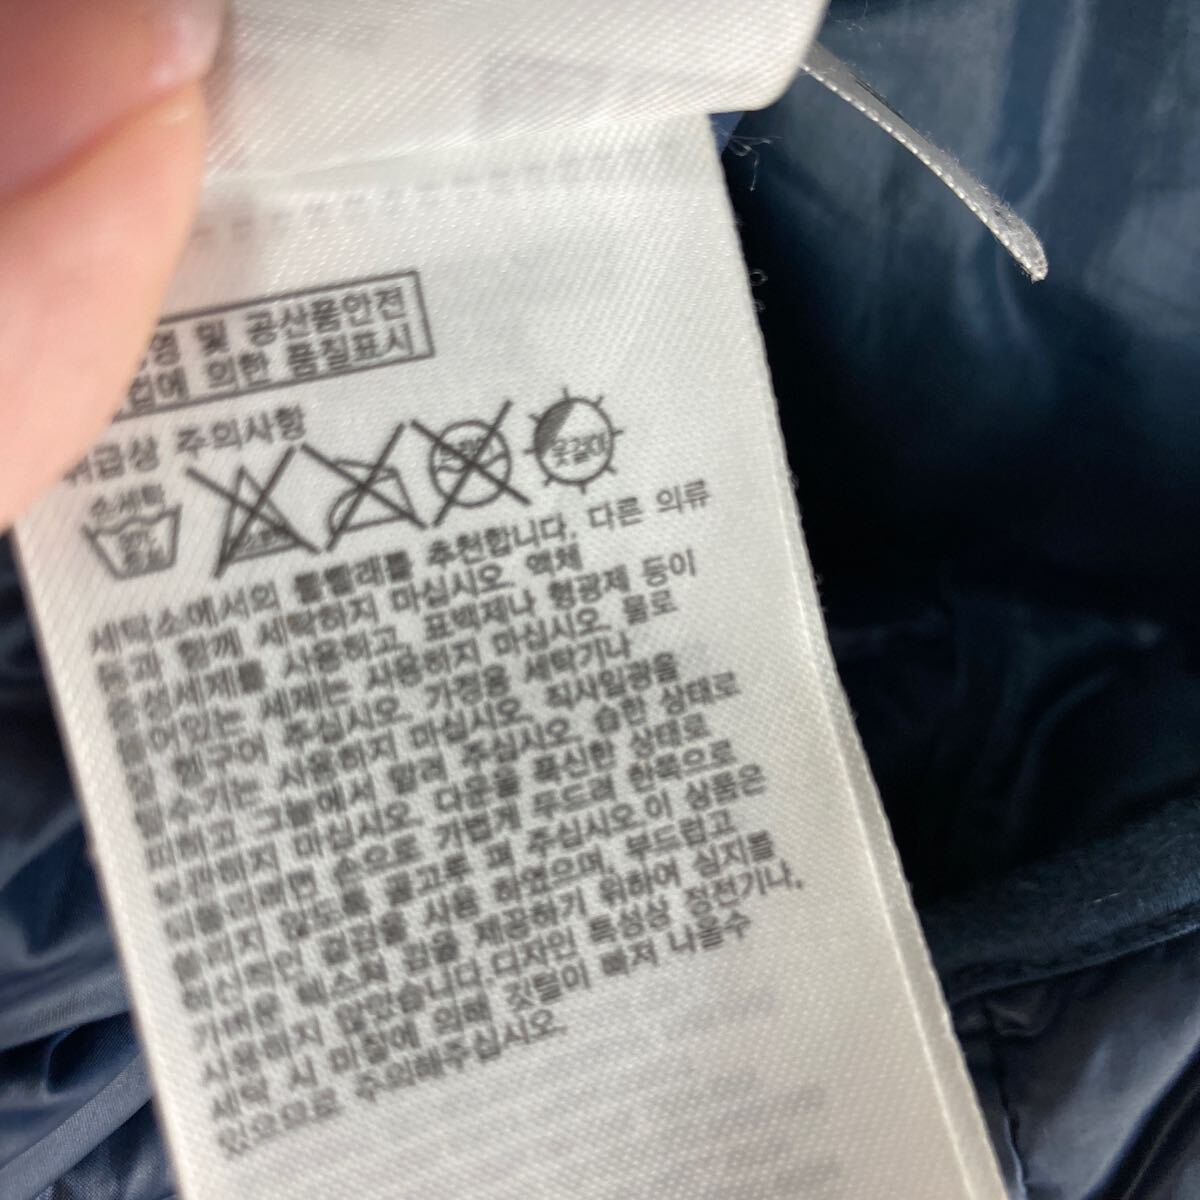 및 공산품안전
의한 품질표시
취급상 주의사항
손세탁
중성
옷걸이
세탁소에서의 물빨래를 추천합니다. 다른 의류
들과 함께 세탁하지 마십시오. 액체
중성세제를 사용하고, 표백제나 형광제 등이
들어있는 세제는 사용하지 마십시오. 물로
잘 헹구어 주십시오. 가정용 세탁기나
탈수기는 사용하지 마십시오. 직사일광을
피하고 그늘에서 말려 주십시오. 습한 상태로
보관하지 마십시오. 다운을 푹신한 상태로
되돌리려면 손으로 가볍게 두드려 한쪽으로
쏠리지 않도록 골고루 펴 주십시오.이 상품은
혁신적인 겉감을 사용 하였으며, 부드럽고
가벼운 텍스쳐 감을 제공하기 위하여 심지를
사용하지 않았습니다.디자인 특성상 정전기나,
세탁 시 마찰에 의해 깃털이 빠져 나올수
있으므로 주의해주십시오.